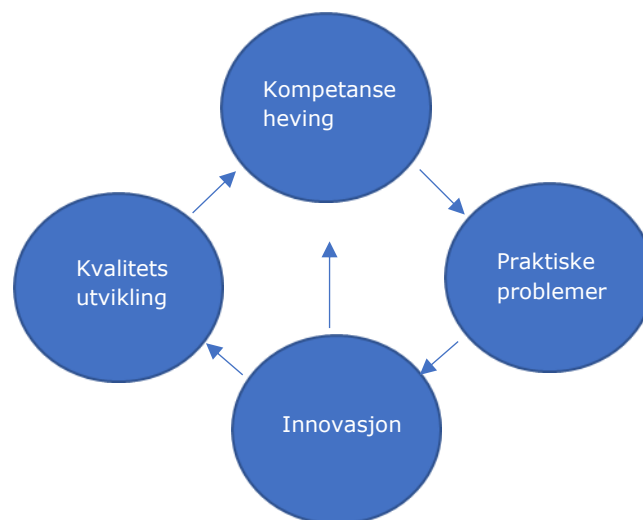 Kompetanse
heving
Praktiske
problemer
Kvalitets
utvikling
Innovasjon